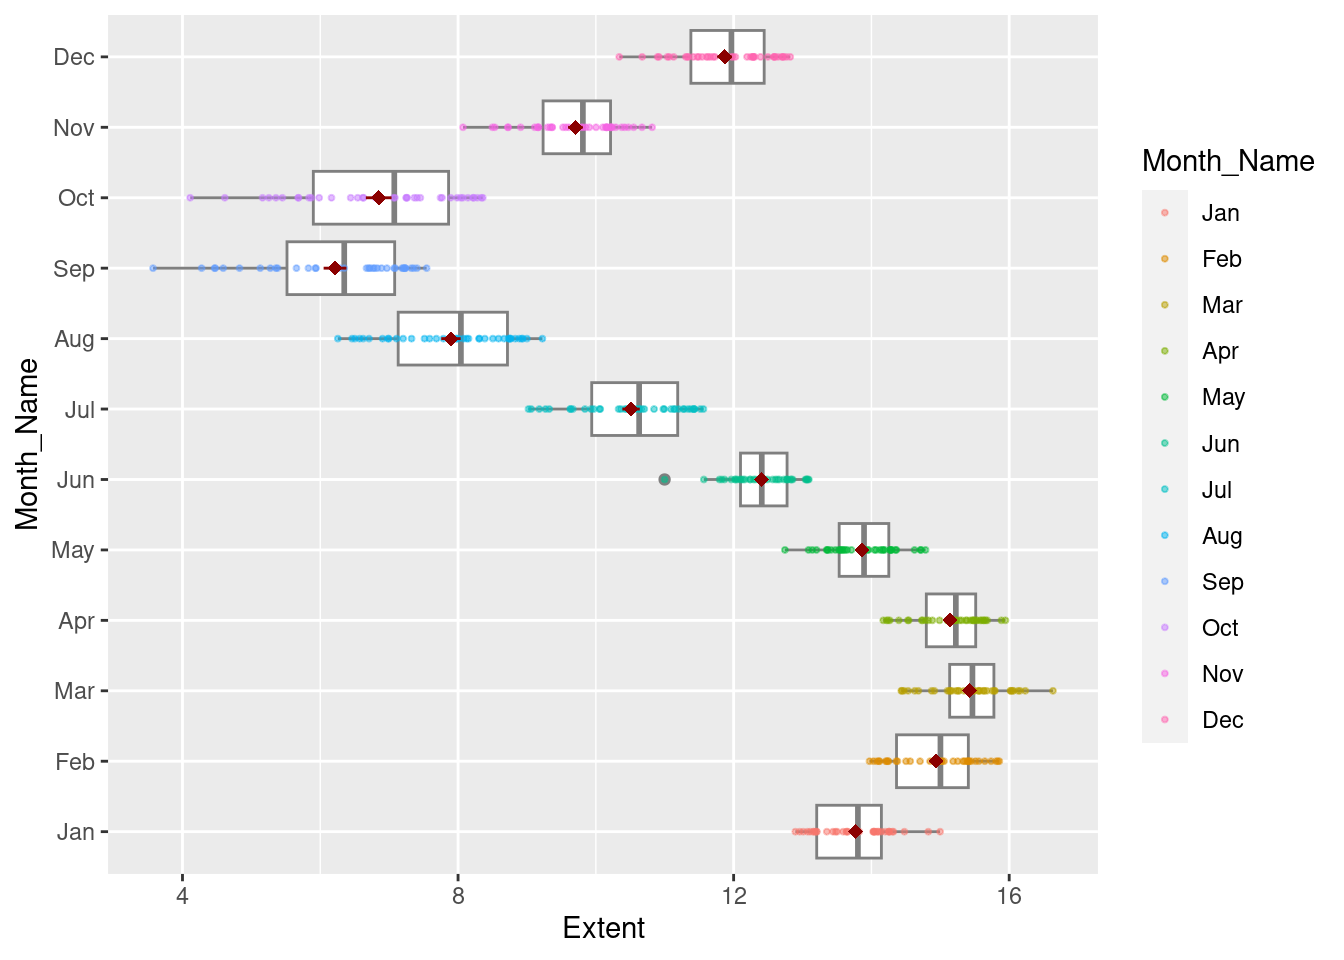 Dec
Nov
Oct
Sep
Aug
Jul
Jun
May
Apr
Mar
Feb
Jan
Month_Name
4 8 12 16
Extent
Month_Name
Jan
Feb
Mar
Apr
May
Jun
Jul
Aug
Sep
Oct
Nov
Dec